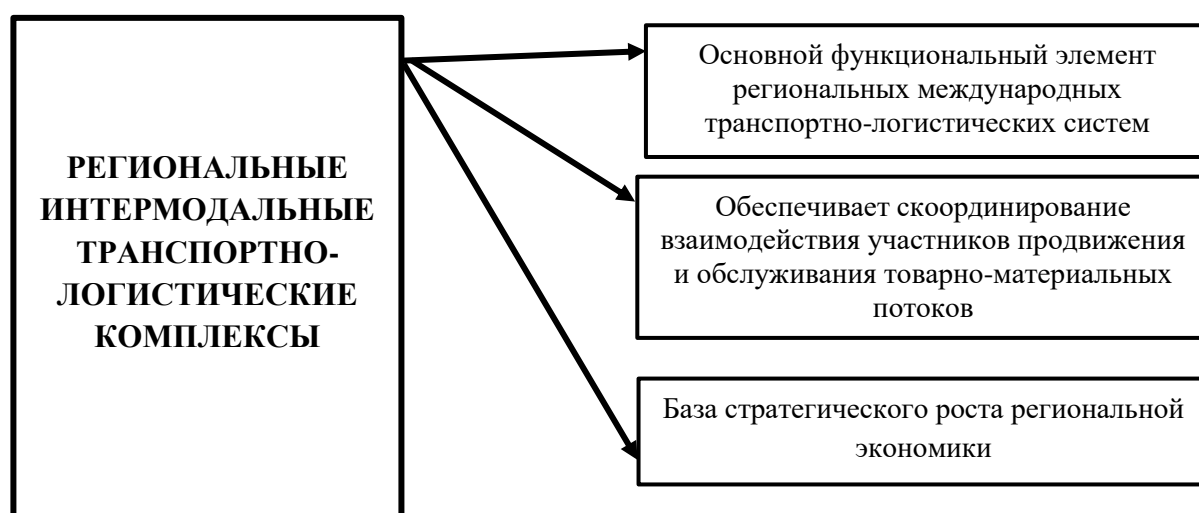 РЕГИОНАЛЬНЫЕ
ИНТЕРМОДАЛЬНЫЕ
ТРАНСПОРТНО-
ЛОГИСТИЧЕСКИЕ
КОМПЛЕКСЫ
Основной функциональный элемент
региональных международных
транспортно-логистических систем
Обеспечивает скоординирование
взаимодействия участников продвижения
и обслуживания товарно-материальных
потоков
База стратегического роста региональной
экономики